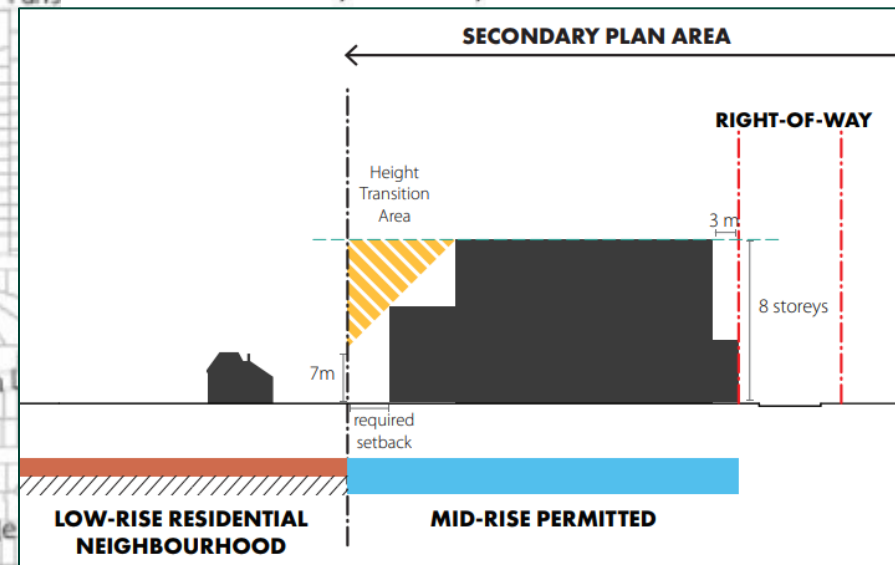 SECONDARY PLAN AREA
RIGHT-OF-WAY
Height
Transition
Area
3 m
8 storeys
7m
required
setback
LOW-RISE RESIDENTIAL
NEIGHBOURHOOD
MID-RISE PERMITTED